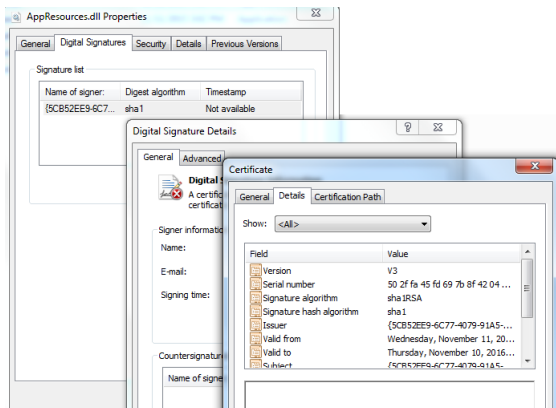 AppResources.dll Properties
General Digital Signatures Security Details Previous Versions
Signature list
Name of signer: Digest algorithm Timestamp
{5CB52EE9-6C7... sha1 Not available
Digital Signature Details
General Advanced
Digital
A certific
certificat
Signer informatio
Name:
E-mail:
Signing time:
Countersignature
Name of signe
Certificate
General Details Certification Path
Show: <All>
Field Value
Version V3
Serial number 50 2f fa 45 fd 69 7b 8f 42 04 ...
Signature algorithm sha1RSA
Signature hash algorithm sha1
Issuer {5CB52EE9-6C77-4079-91A5-...
Valid from Wednesday, November 11, 20...
Valid to Thursday, November 10, 2016...
Subject {5CB52EE9-6C77-4079-91A5-